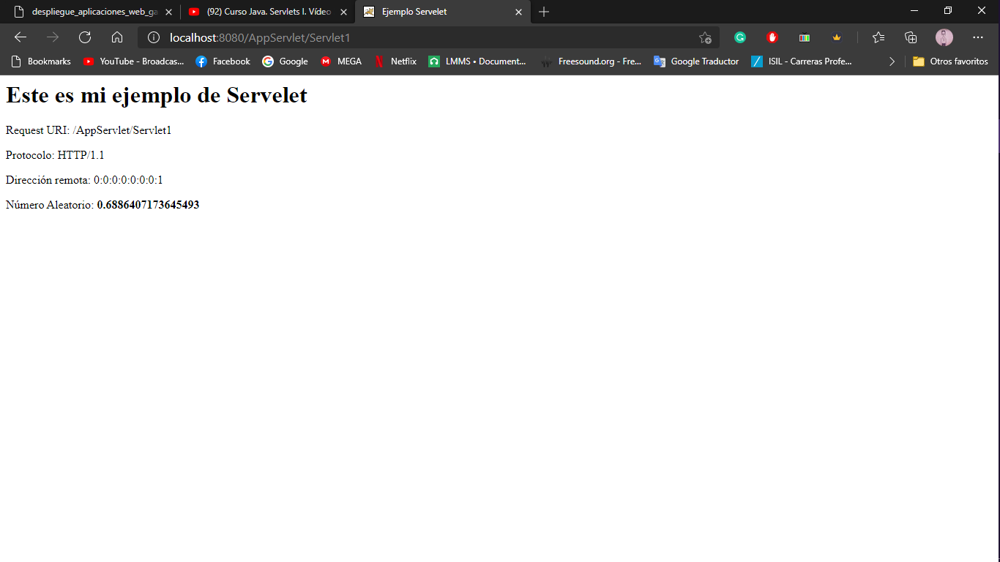 despliegue_aplicaciones_web_ga
(92) Curso Java. Servlets I. Vídeo
Ejemplo Servelet
localhost:8080/AppServlet/Servlet1
Bookmarks
YouTube - Broadcas...
Facebook
Google
MEGA
Netflix
LMMS • Document...
Freesound.org - Fre...
Google Traductor
ISIL - Carreras Profe...
Otros favoritos
Este es mi ejemplo de Servelet
Request URI: /AppServlet/Servlet1
Protocolo: HTTP/1.1
Dirección remota: 0:0:0:0:0:0:0:1
Número Aleatorio: 0.6886407173645493